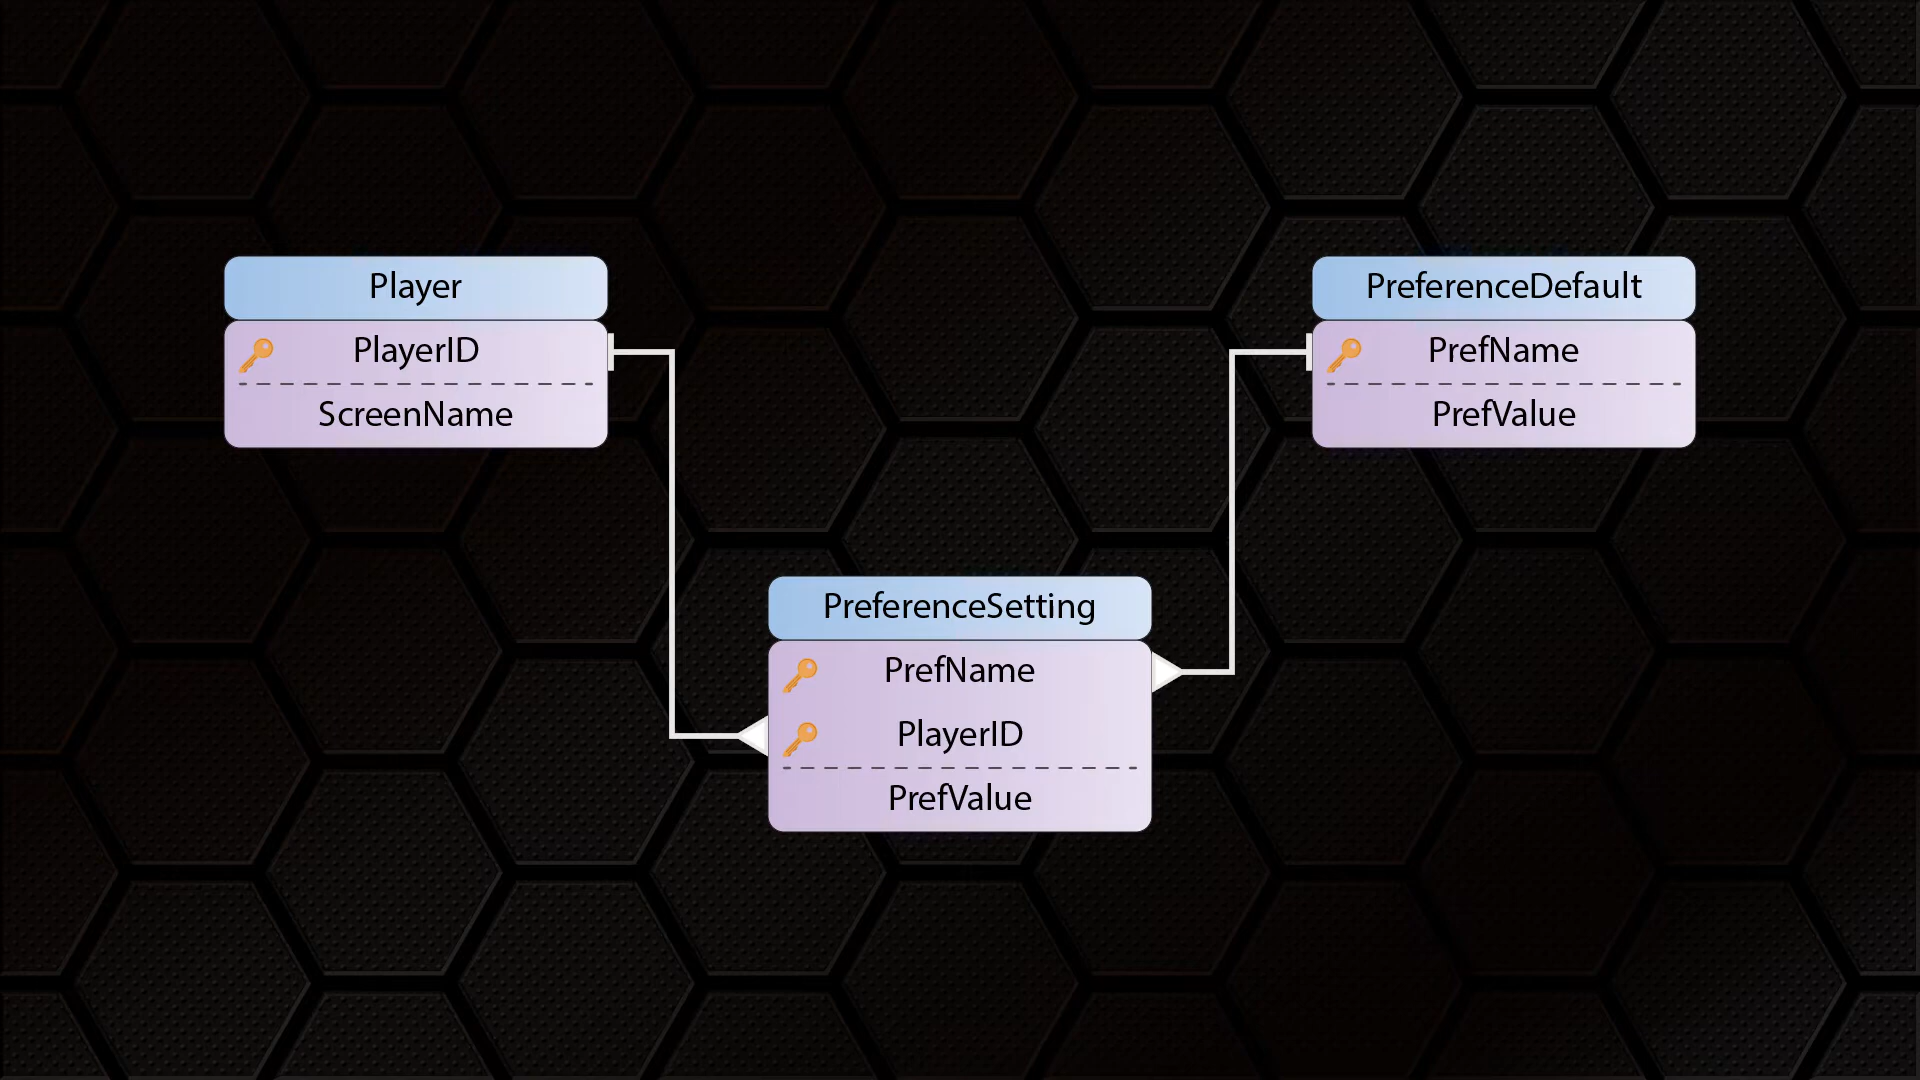 Player
PlayerID
ScreenName
PreferenceDefault
PrefName
PrefValue
PreferenceSetting
PrefName
PlayerID
PrefValue